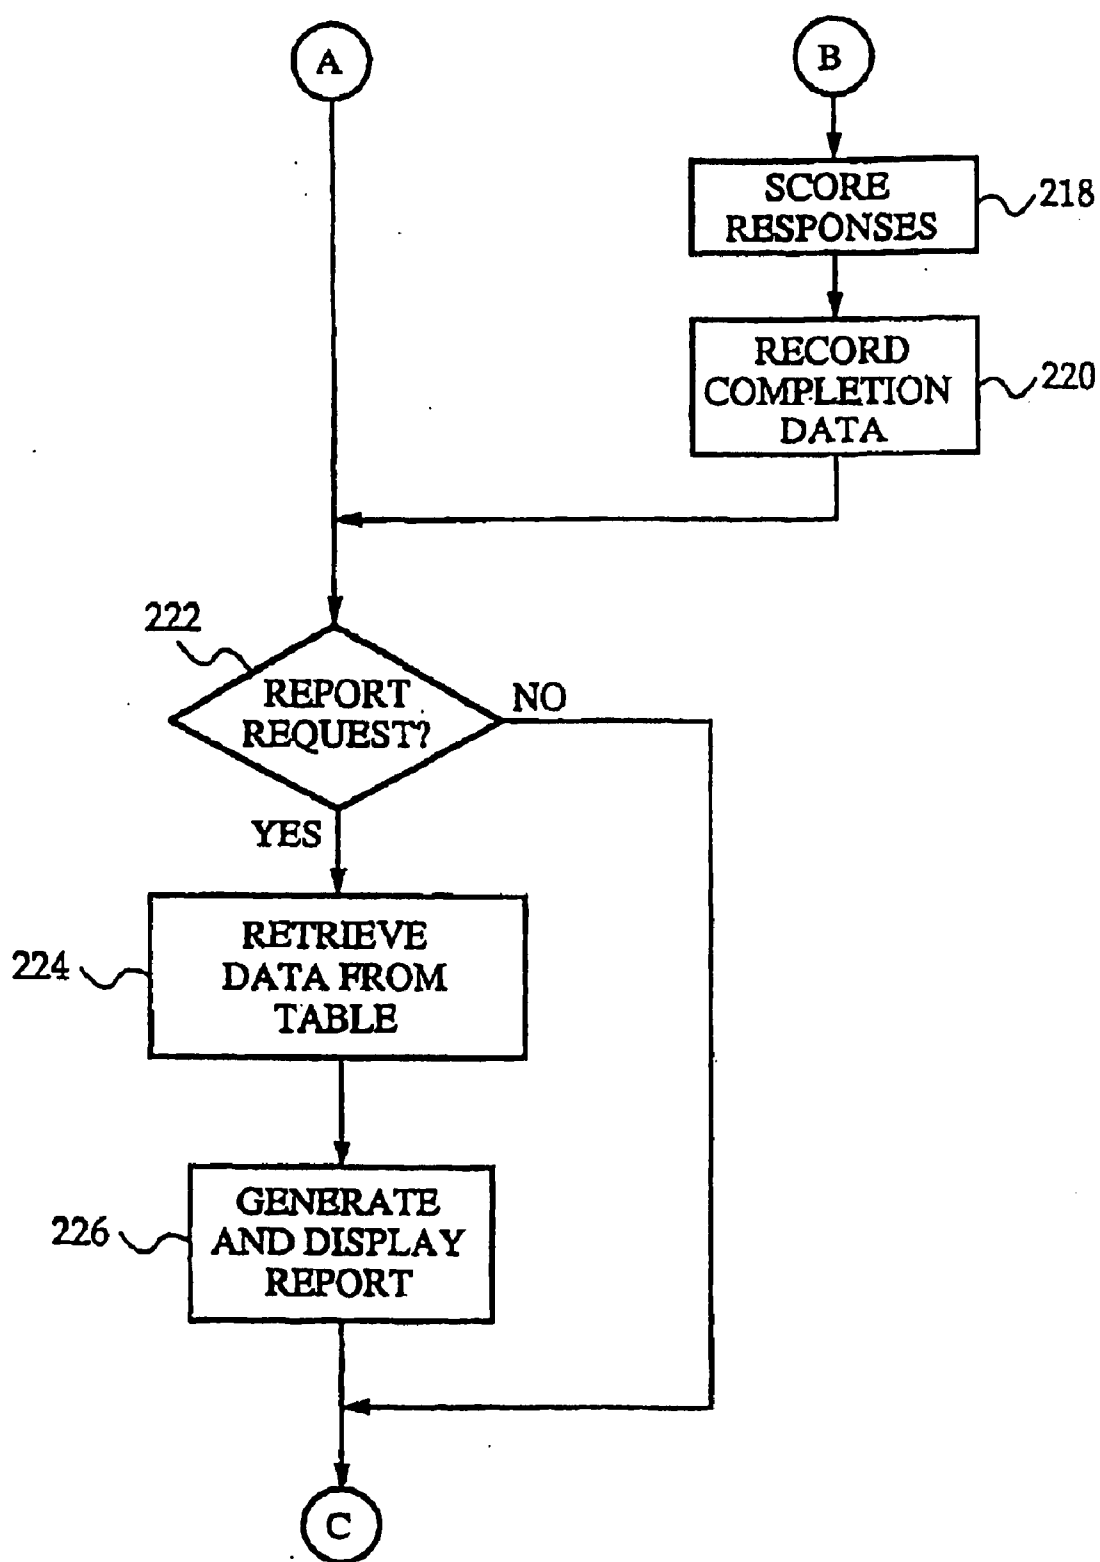 A
B
SCORE
RESPONSES
218
RECORD
COMPLETION
DATA
220
222
REPORT
REQUEST?
NO
YES
RETRIEVE
DATA FROM
TABLE
224
GENERATE
AND DISPLAY
REPORT
226
C